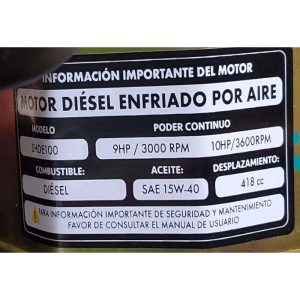 INFORMACIÓN IMPORTANTE DEL MOTOR
MOTOR DIÉSEL ENFRIADO POR AIRE
MODELO PODER CONTINUO
SHDE100 9HP / 3000 RPM 10HP/3600RPM
COMBUSTIBLE: ACEITE: DESPLAZAMIENTO:
DIÉSEL SAE 15W-40 418 cc
PARA INFORMACIÓN IMPORTANTE DE SEGURIDAD Y MANTENIMIENTO
FAVOR DE CONSULTAR EL MANUAL DE USUARIO